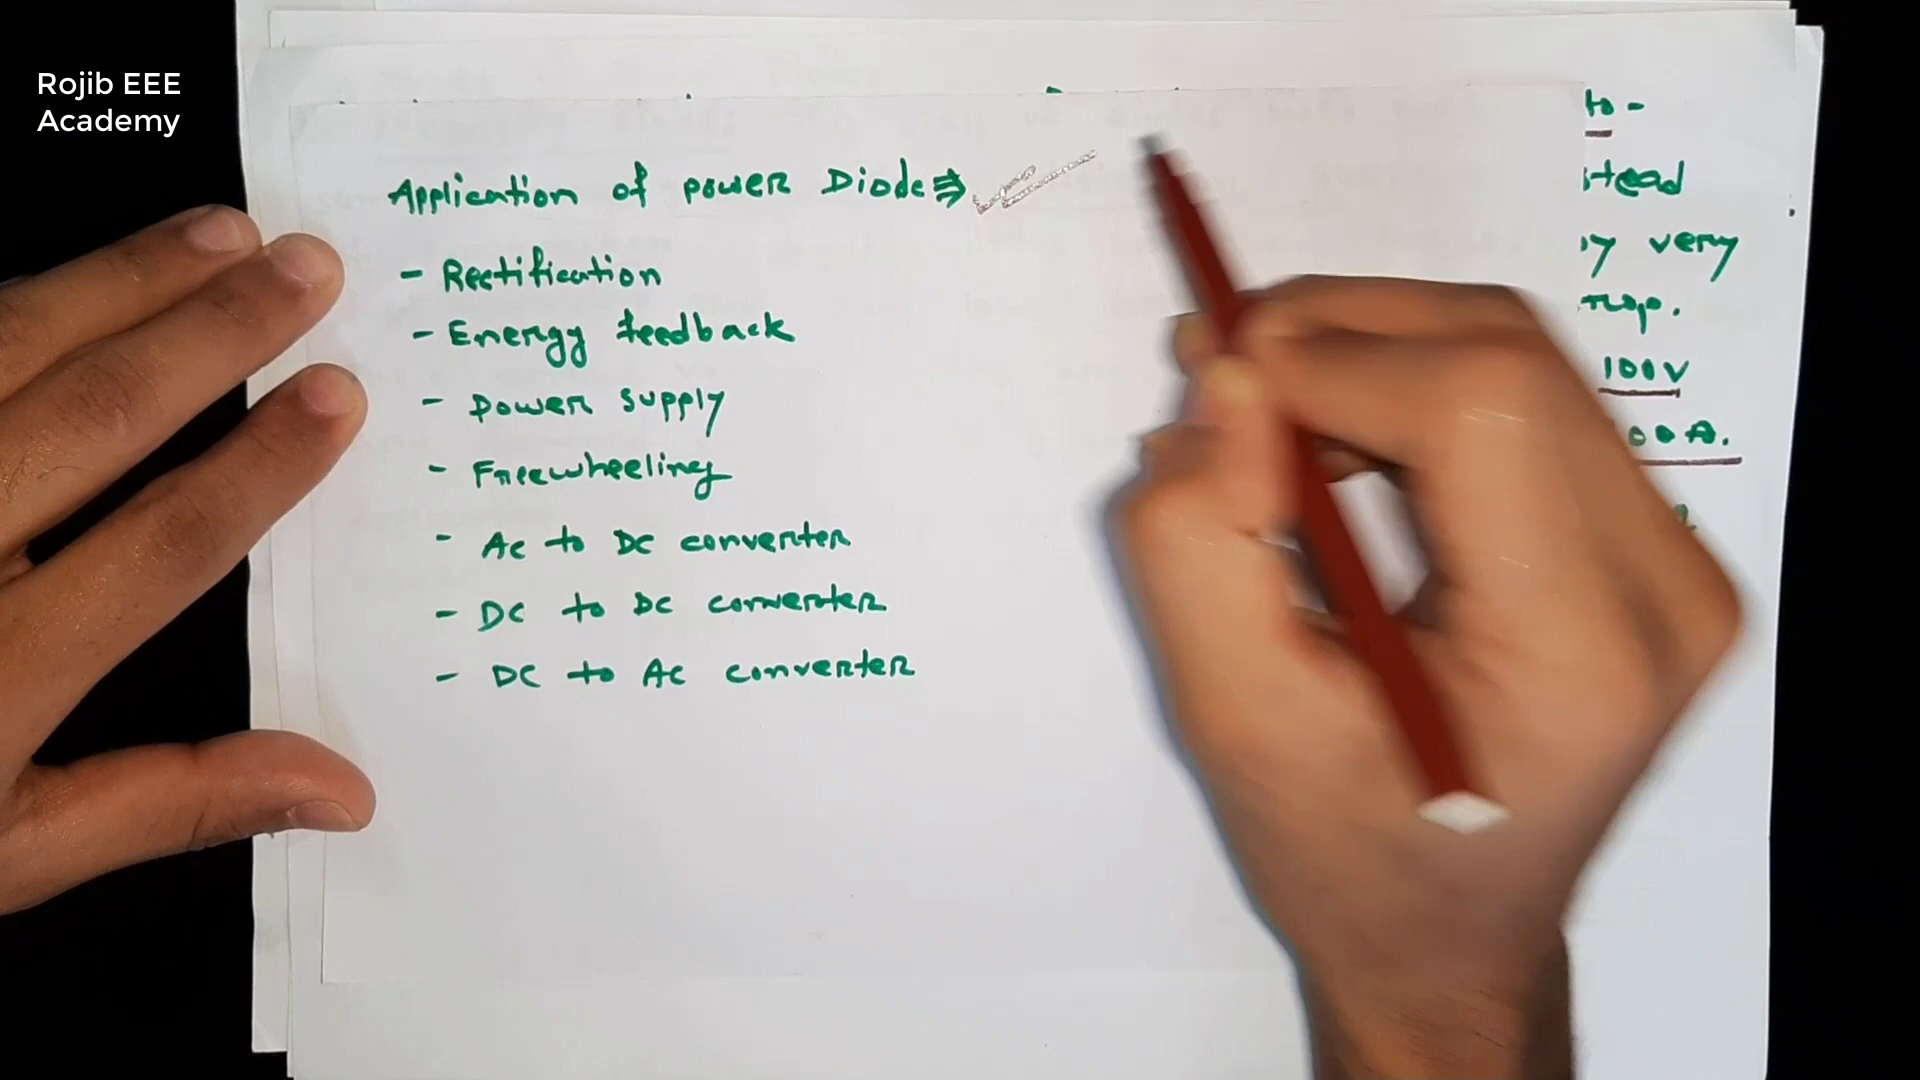 Rojib EEE
Academy
Application of power Diode ⇒
- Rectification
- Energy feedback
- Power supply
- Freewheeling
- AC to DC converter
- DC to DC converter
- DC to AC converter
to -
very
100V